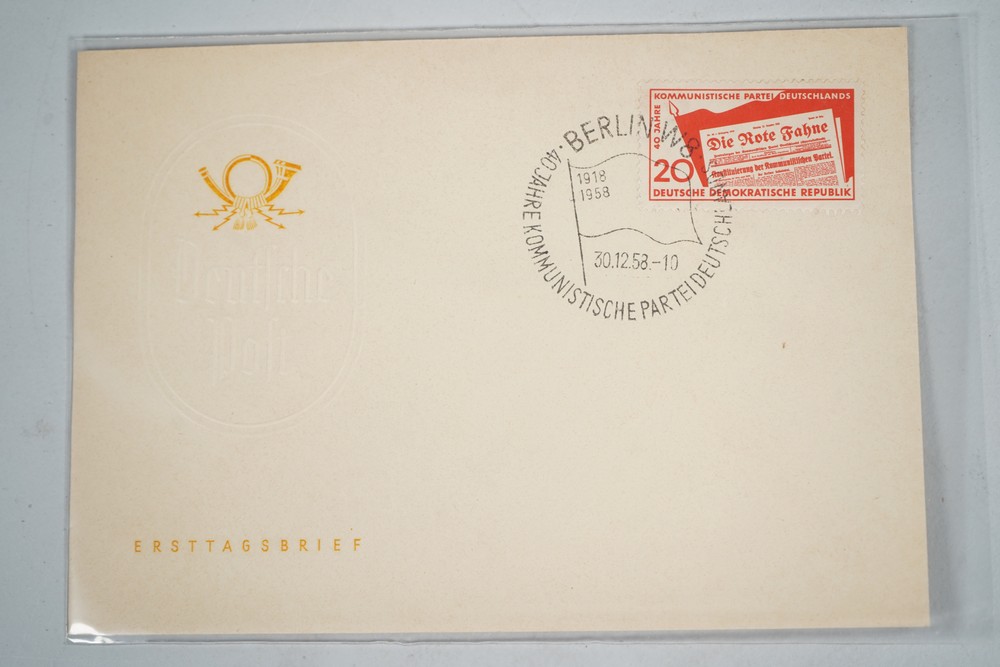 KOMMUNISTISCHE PARTEI DEUTSCHLANDS
40 JAHRE
Die Rote Fahne
Konstituierung der Kommunistischen Partei.
20
DEUTSCHE DEMOKRATISCHE REPUBLIK
· BERLIN W8 ·
40 JAHRE KOMMUNISTISCHE PARTEI DEUTSCHLANDS
1918
1958
30.12.58.-10
Deutsche
Post
ERSTTAGSBRIEF